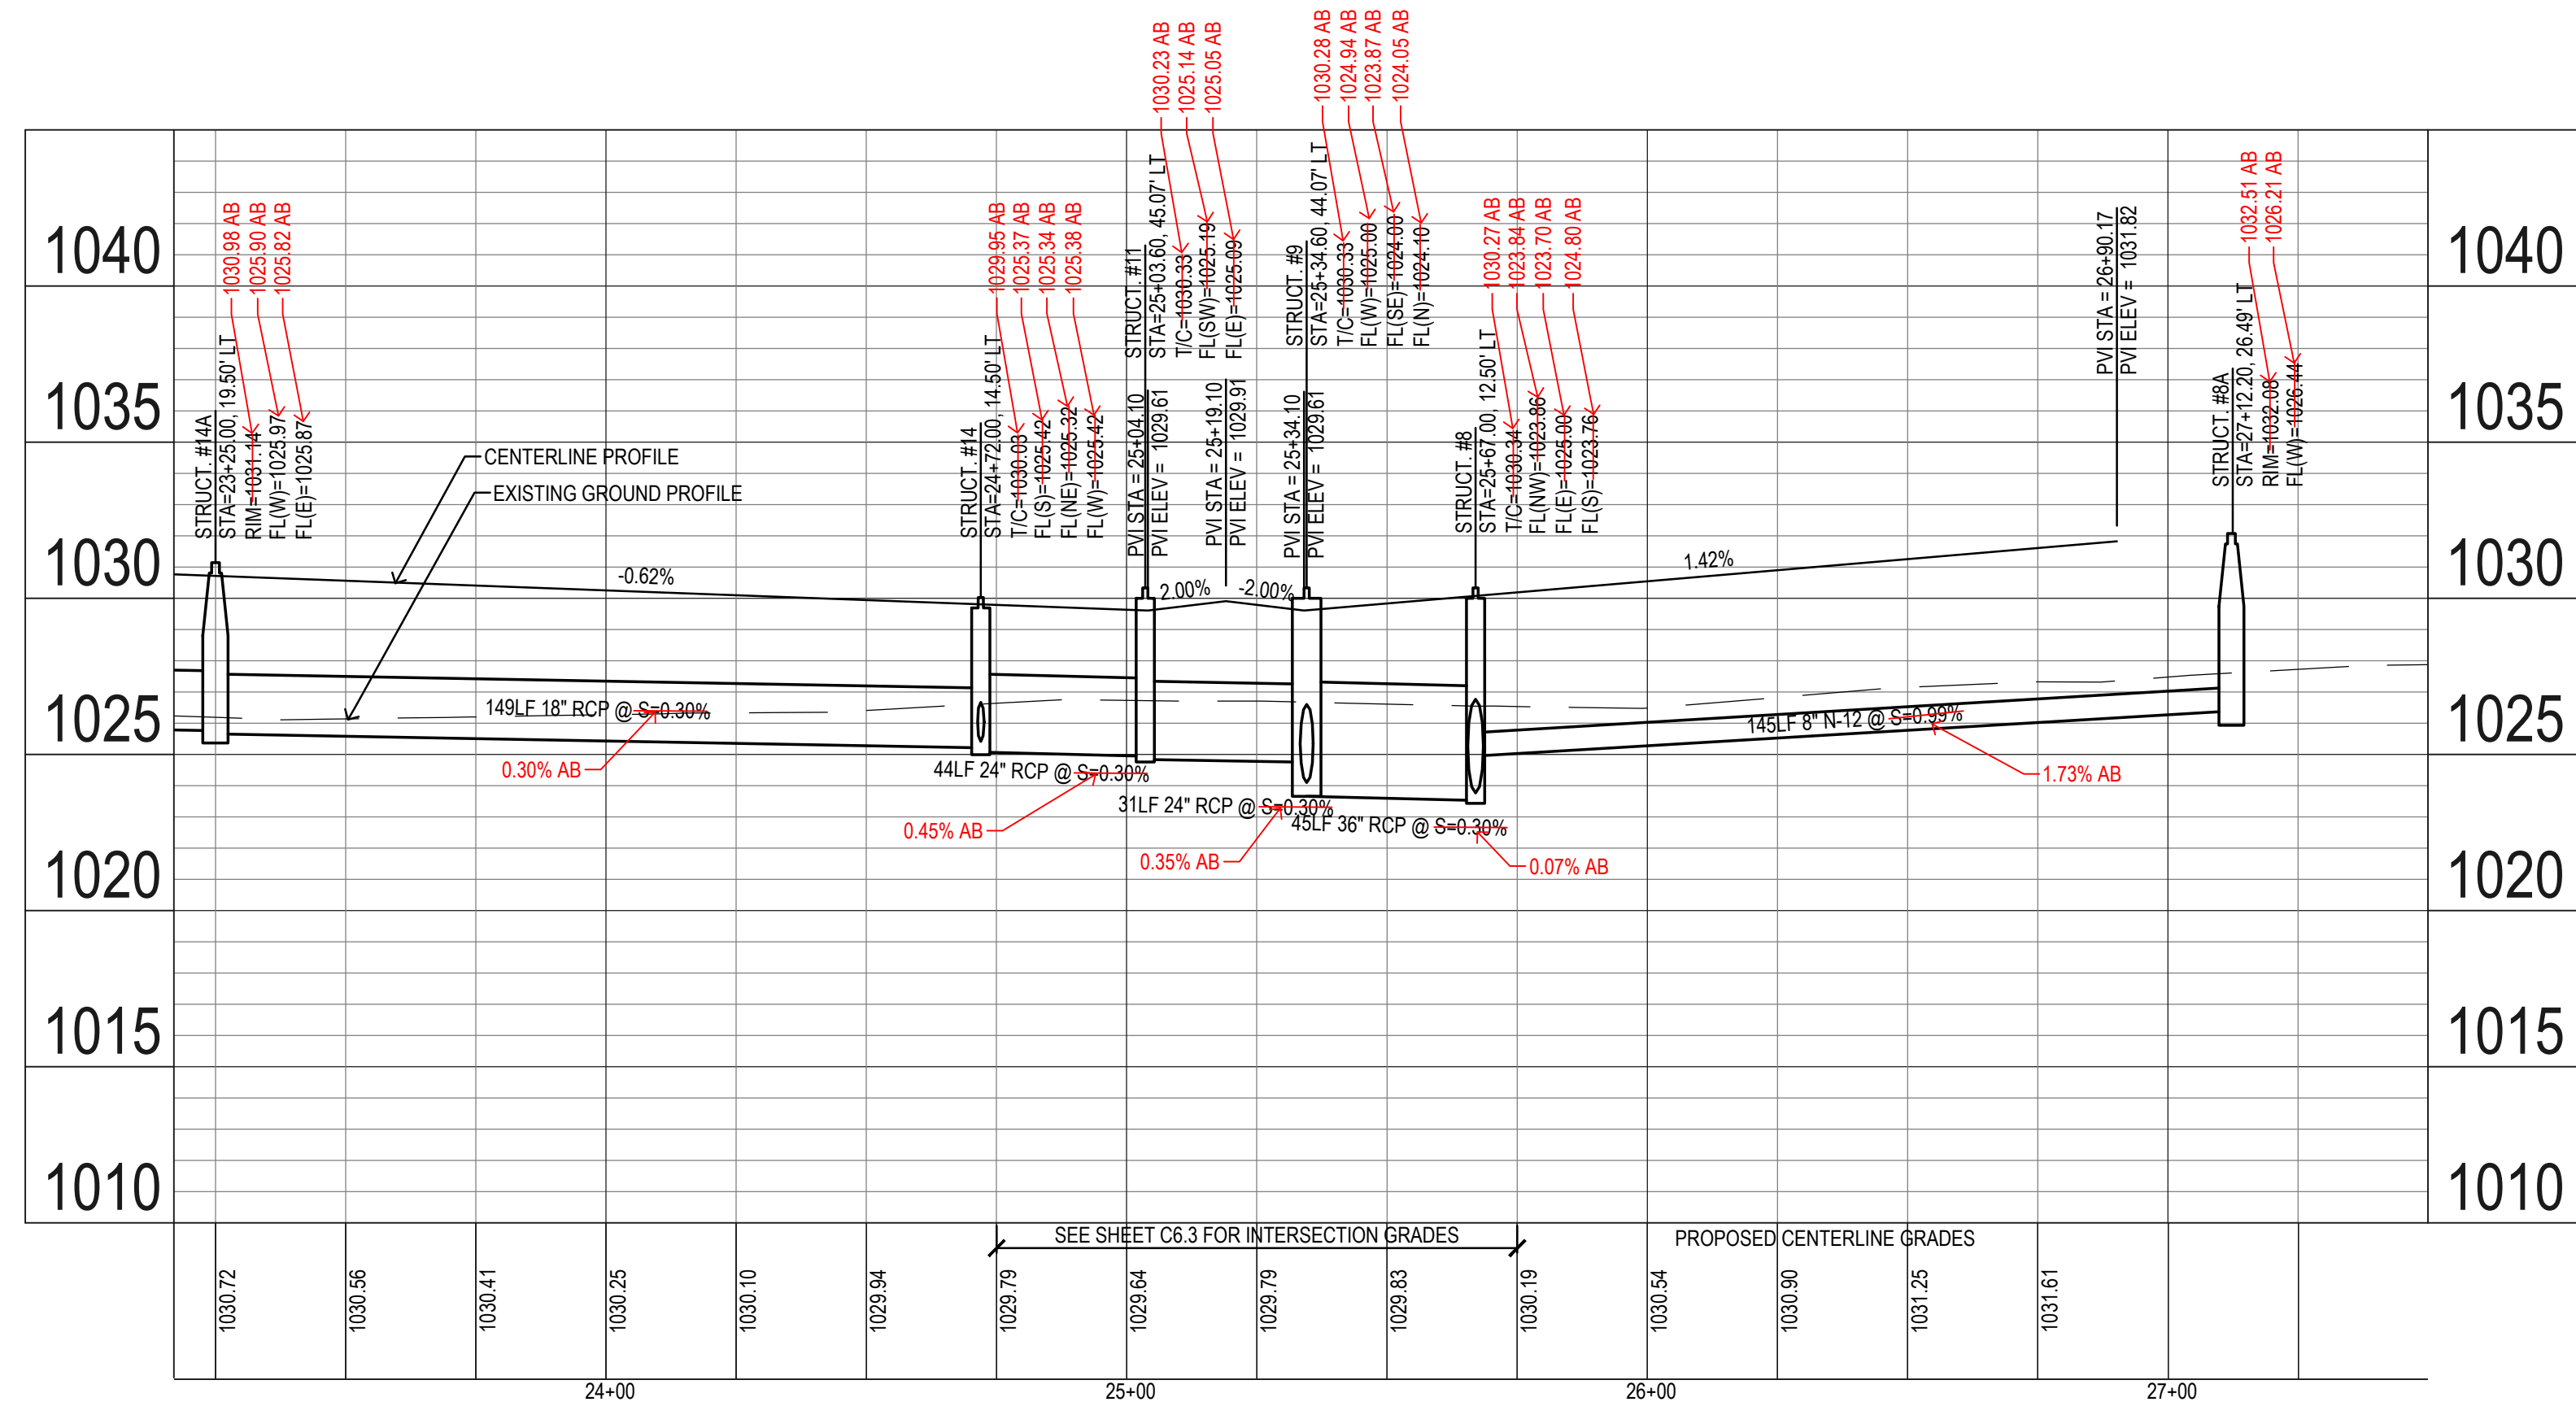 1030.98 AB
1025.90 AB
1025.82 AB
STRUCT. #14A
STA=23+25.00, 19.50' LT
RIM=1031.14
FL(W)=1025.97
FL(E)=1025.87
CENTERLINE PROFILE
EXISTING GROUND PROFILE
1029.95 AB
1025.37 AB
1025.34 AB
1025.38 AB
STRUCT. #14
STA=24+72.00, 14.50' LT
T/C=1030.03
FL(S)=1025.42
FL(NE)=1025.32
FL(W)=1025.42
1030.23 AB
1025.14 AB
1025.05 AB
STRUCT. #11
STA=25+03.60, 45.07' LT
T/C=1030.33
FL(SW)=1025.19
FL(E)=1025.09
PVI STA = 25+04.10
PVI ELEV = 1029.61
PVI STA = 25+19.10
PVI ELEV = 1029.91
1030.28 AB
1024.94 AB
1023.87 AB
1024.05 AB
STRUCT. #9
STA=25+34.60, 44.07' LT
T/C=1030.33
FL(W)=1025.00
FL(SE)=1024.00
FL(N)=1024.10
PVI STA = 25+34.10
PVI ELEV = 1029.61
1030.27 AB
1023.84 AB
1023.70 AB
1024.80 AB
STRUCT. #8
STA=25+67.00, 12.50' LT
T/C=1030.34
FL(NW)=1023.86
FL(E)=1025.00
FL(S)=1023.76
PVI STA = 26+90.17
PVI ELEV = 1031.82
1032.51 AB
1026.21 AB
STRUCT. #8A
STA=27+12.20, 26.49' LT
RIM=1032.08
FL(W)=1026.44
1040
1040
1035
1035
1030
1030
1025
1025
1020
1020
1015
1015
1010
1010
-0.62%
2.00%
-2.00%
1.42%
149LF 18" RCP @ S=0.30%
0.30% AB
44LF 24" RCP @ S=0.30%
0.45% AB
31LF 24" RCP @ S=0.30%
0.35% AB
45LF 36" RCP @ S=0.30%
0.07% AB
145LF 8" N-12 @ S=0.99%
1.73% AB
SEE SHEET C6.3 FOR INTERSECTION GRADES
PROPOSED CENTERLINE GRADES
1030.72
1030.56
1030.41
1030.25
1030.10
1029.94
1029.79
1029.64
1029.79
1029.83
1030.19
1030.54
1030.90
1031.25
1031.61
24+00
25+00
26+00
27+00